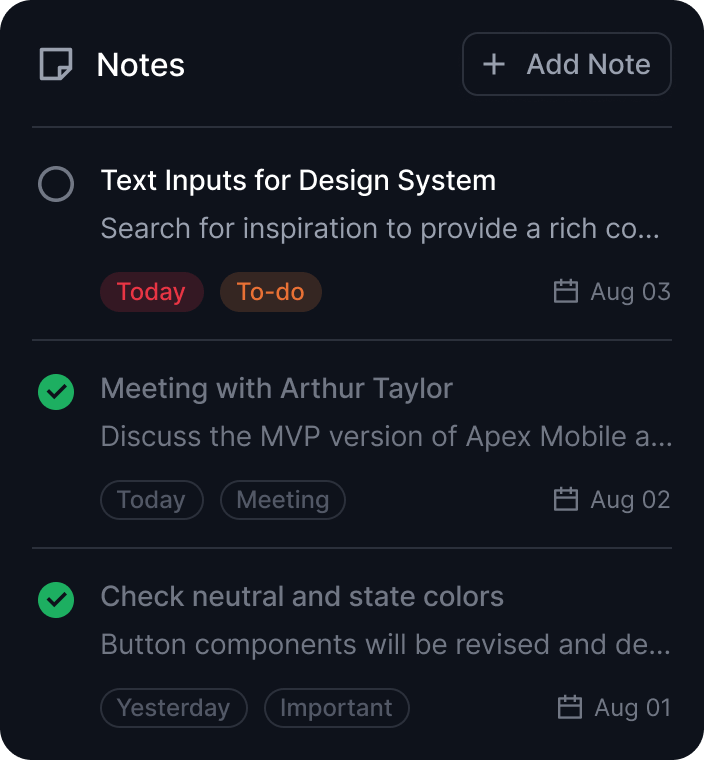 Notes
Add Note
Text Inputs for Design System
Search for inspiration to provide a rich co...
Today To-do Aug 03
Meeting with Arthur Taylor
Discuss the MVP version of Apex Mobile a...
Today Meeting Aug 02
Check neutral and state colors
Button components will be revised and de...
Yesterday Important Aug 01